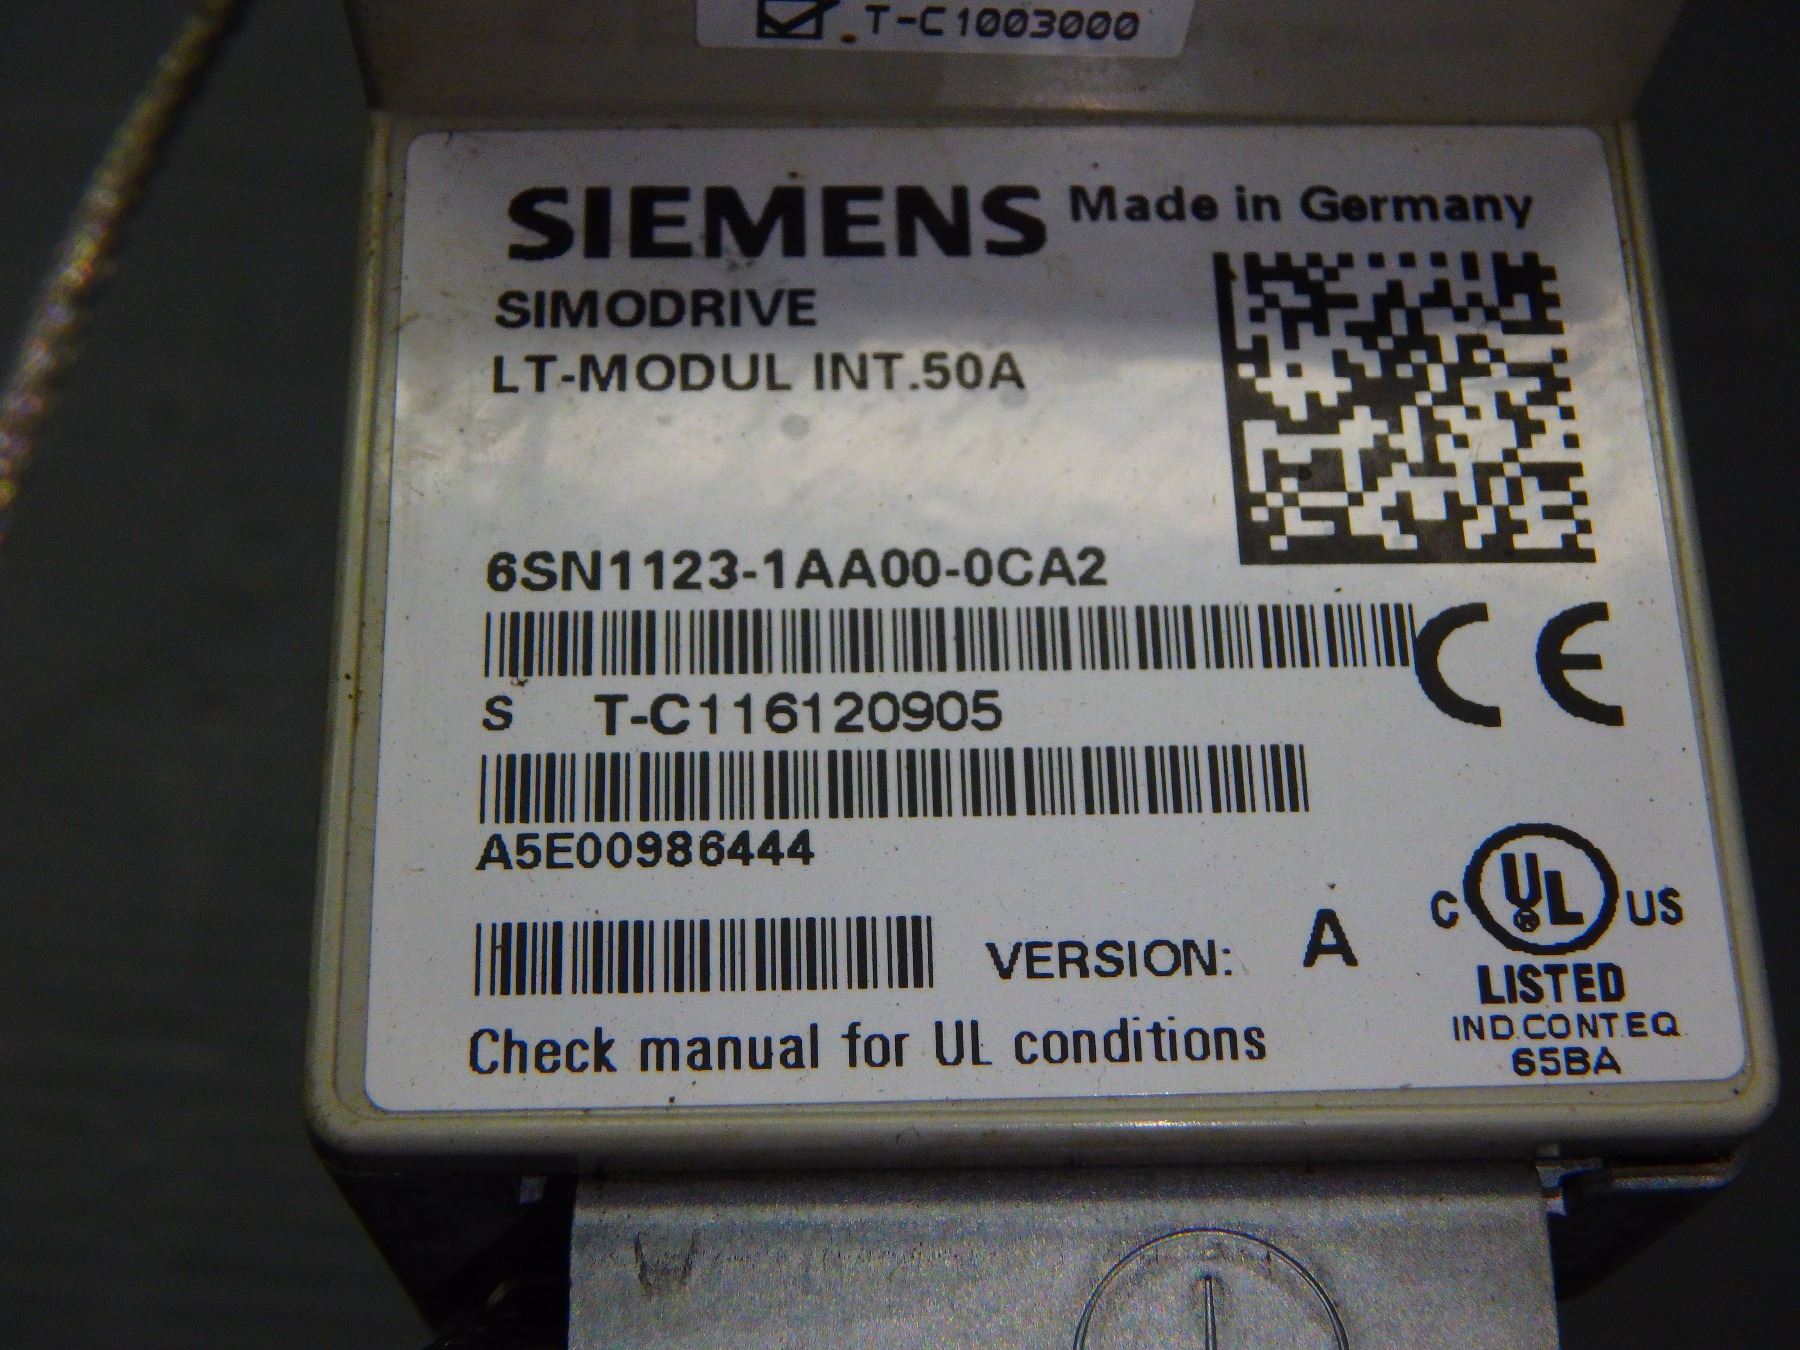 T-C1003000
SIEMENS Made in Germany
SIMODRIVE
LT-MODUL INT.50A
6SN1123-1AA00-0CA2
CE
S T-C116120905
A5E00986444
VERSION: A
C UL® US
LISTED
IND.CONT.EQ.
65BA
Check manual for UL conditions